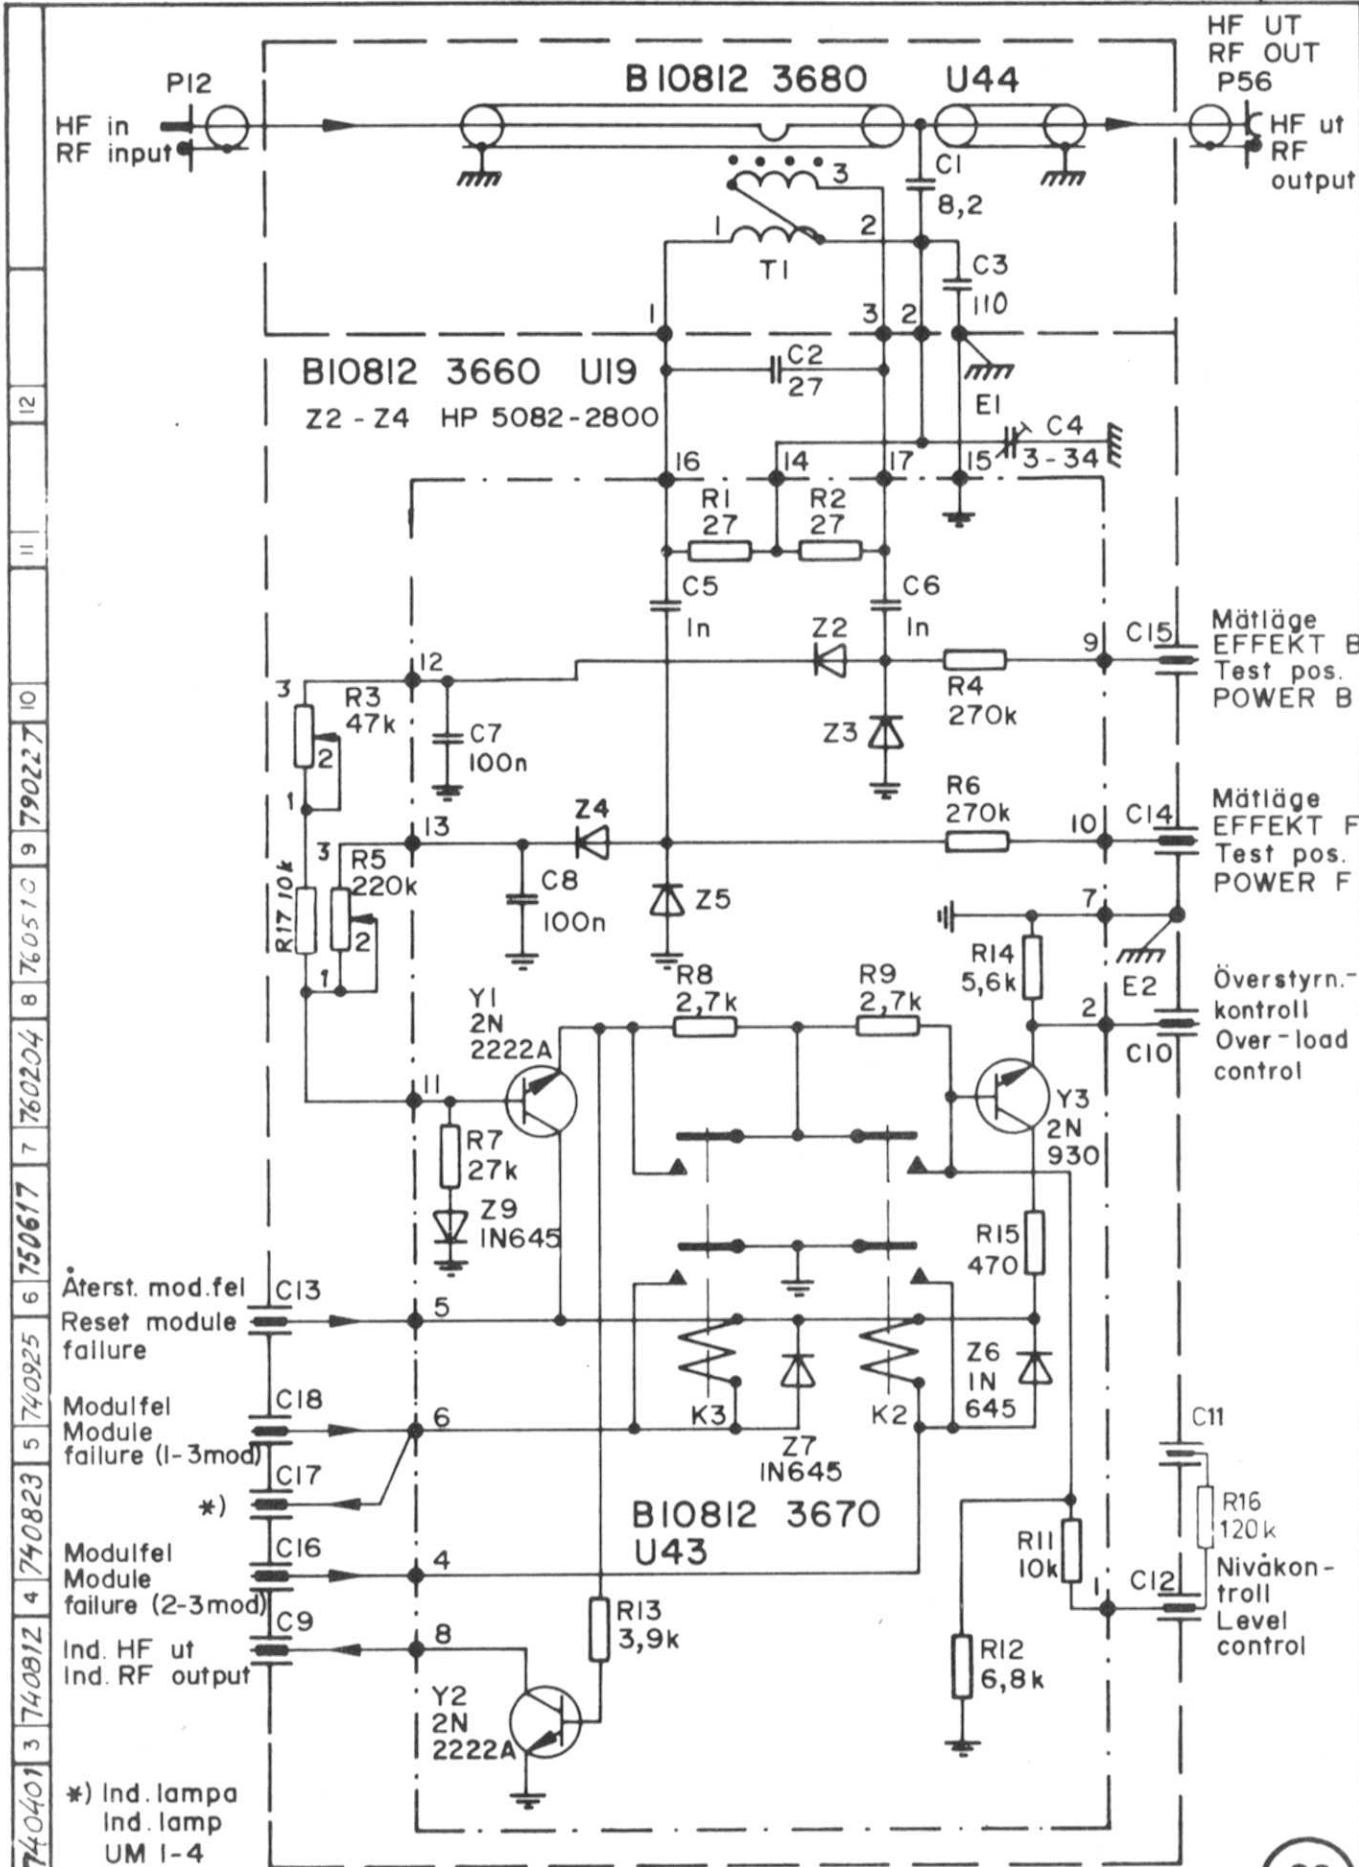 HF UT
RF OUT
P56
P12
B10812 3680 U44
HF in
RF input
HF ut
RF
output
C1
8,2
3
1
2
T1
C3
110
1
3
2
B10812 3660 U19
Z2 - Z4 HP 5082-2800
C2
27
E1
C4
3-34
16
14
17
15
R1
27
R2
27
C5
1n
C6
1n
Z2
9
C15
Mätläge
EFFEKT B
Test pos.
POWER B
12
3
R3
47k
2
1
C7
100n
R4
270k
Z3
Z4
R6
270k
10
C14
Mätläge
EFFEKT F
Test pos.
POWER F
13
3
R5
220k
2
1
R17 10k
C8
100n
Z5
7
R14
5,6k
E2
2
C10
Överstyrn.-
kontroll
Over-load
control
Y1
2N
2222A
R8
2,7k
R9
2,7k
11
Y3
2N
930
R7
27k
Z9
1N645
R15
470
Återst. mod.fel
Reset module
failure
C13
5
Z6
1N
645
Modulfel
Module
failure (1-3mod)
C18
6
K3
K2
Z7
1N645
C11
C17
*)
B10812 3670
U43
R16
120k
R11
10k
Modulfel
Module
failure (2-3mod)
C16
4
1
C12
Nivåkon-
troll
Level
control
C9
Ind. HF ut
Ind. RF output
8
R13
3,9k
R12
6,8k
Y2
2N
2222A
*) Ind. lampa
Ind. lamp
UM 1-4
12
11
10
790227
9
760510
8
760204
7
750617
6
740925
5
740823
4
740812
3
740401